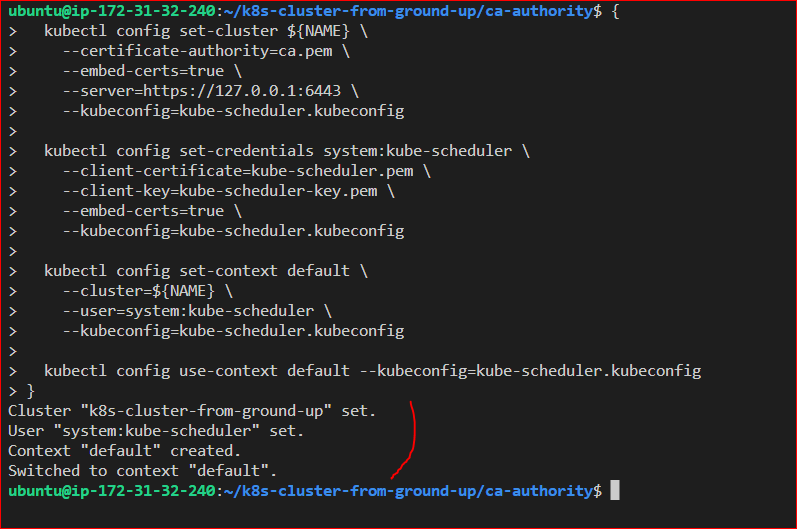 ubuntu@ip-172-31-32-240:~/k8s-cluster-from-ground-up/ca-authority$ {
>   kubectl config set-cluster ${NAME} \
>     --certificate-authority=ca.pem \
>     --embed-certs=true \
>     --server=https://127.0.0.1:6443 \
>     --kubeconfig=kube-scheduler.kubeconfig
>
>   kubectl config set-credentials system:kube-scheduler \
>     --client-certificate=kube-scheduler.pem \
>     --client-key=kube-scheduler-key.pem \
>     --embed-certs=true \
>     --kubeconfig=kube-scheduler.kubeconfig
>
>   kubectl config set-context default \
>     --cluster=${NAME} \
>     --user=system:kube-scheduler \
>     --kubeconfig=kube-scheduler.kubeconfig
>
>   kubectl config use-context default --kubeconfig=kube-scheduler.kubeconfig
> }
Cluster "k8s-cluster-from-ground-up" set.
User "system:kube-scheduler" set.
Context "default" created.
Switched to context "default".
ubuntu@ip-172-31-32-240:~/k8s-cluster-from-ground-up/ca-authority$